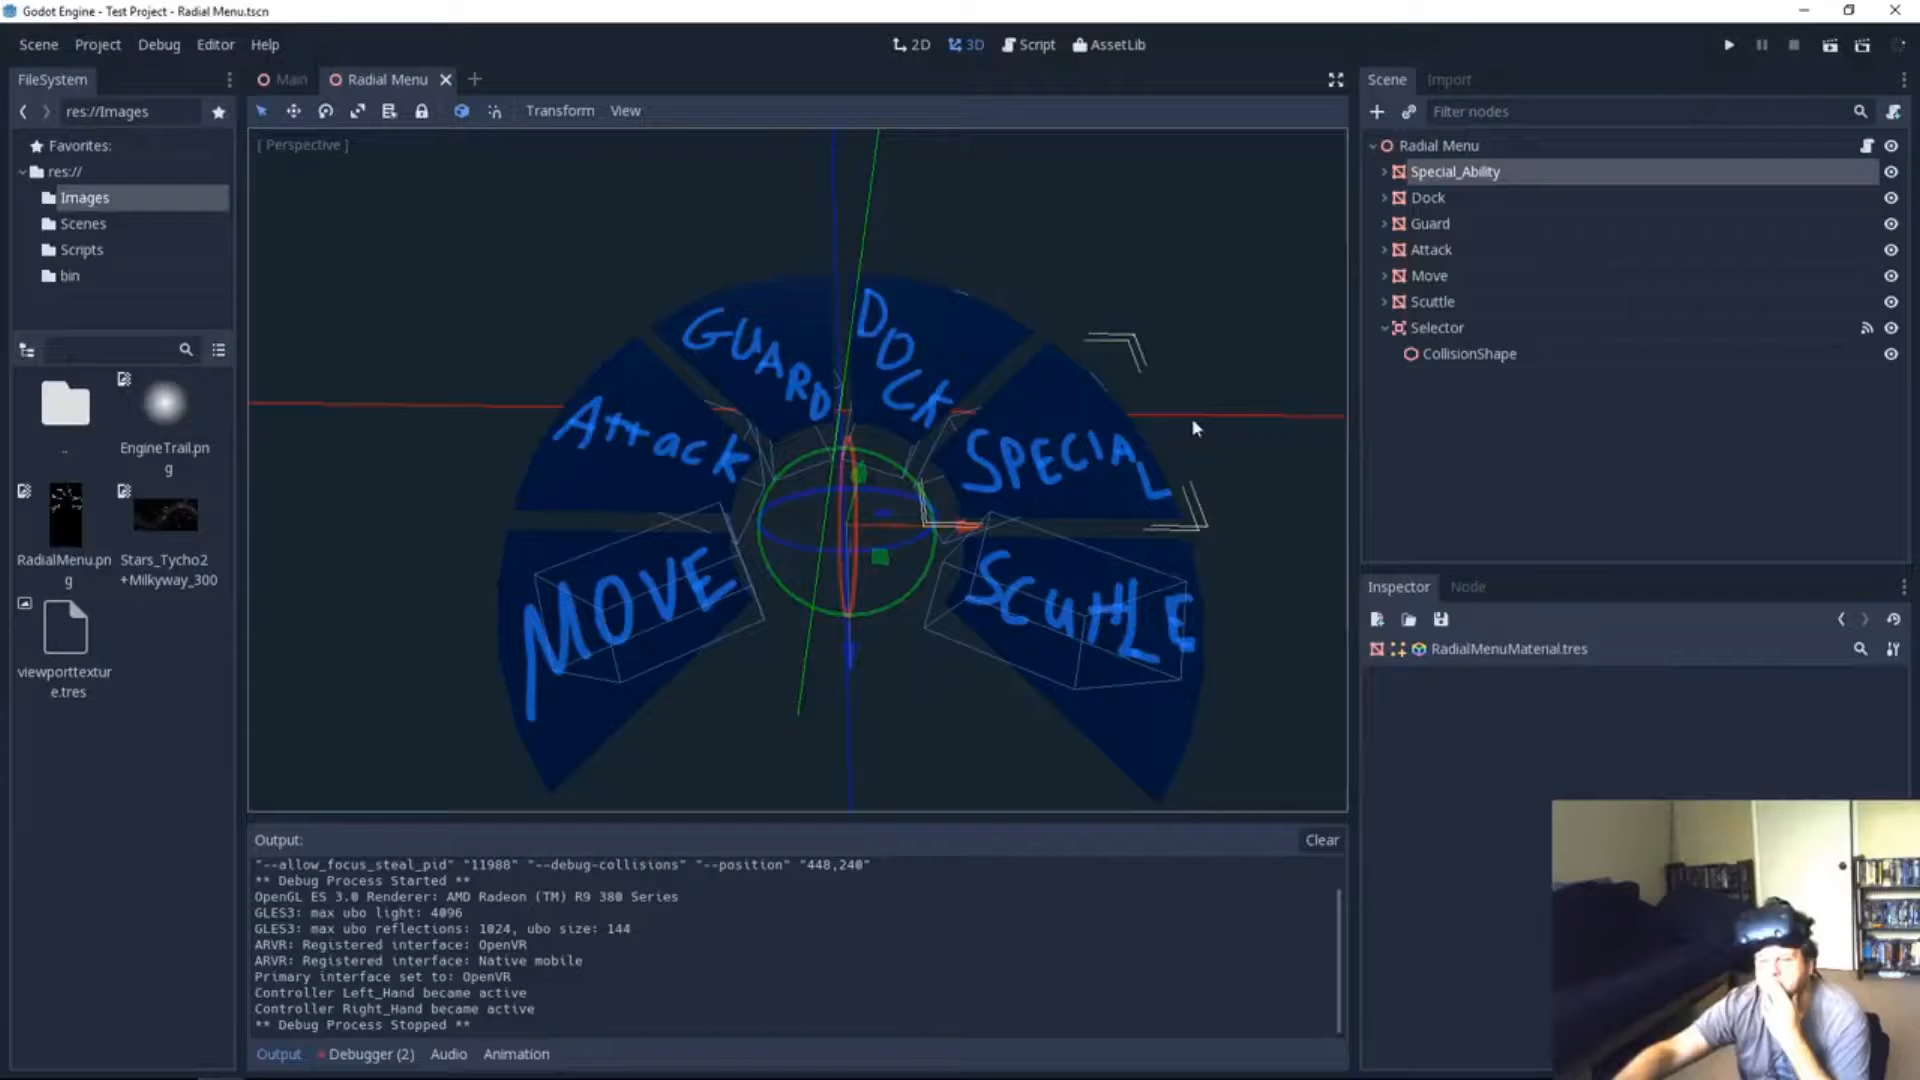 Godot Engine - Test Project - Radial Menu.tscn
Scene Project Debug Editor Help
2D 3D Script AssetLib
FileSystem
res://Images
Favorites:
res://
Images
Scenes
Scripts
bin
..
EngineTrail.pn
g
RadialMenu.pn
g
Stars_Tycho2
+Milkyway_300
viewporttextur
e.tres
Main Radial Menu
Transform View
[ Perspective ]
GUARD
DOCK
Attack
SPECIAL
MOVE
SCUttLE
Output:
Clear
"--allow_focus_steal_pid" "11988" "--debug-collisions" "--position" "448,240"
** Debug Process Started **
OpenGL ES 3.0 Renderer: AMD Radeon (TM) R9 380 Series
GLES3: max ubo light: 4096
GLES3: max ubo reflections: 1024, ubo size: 144
ARVR: Registered interface: OpenVR
ARVR: Registered interface: Native mobile
Primary interface set to: OpenVR
Controller Left_Hand became active
Controller Right_Hand became active
** Debug Process Stopped **
Output Debugger (2) Audio Animation
Scene Import
Filter nodes
Radial Menu
Special_Ability
Dock
Guard
Attack
Move
Scuttle
Selector
CollisionShape
Inspector Node
RadialMenuMaterial.tres